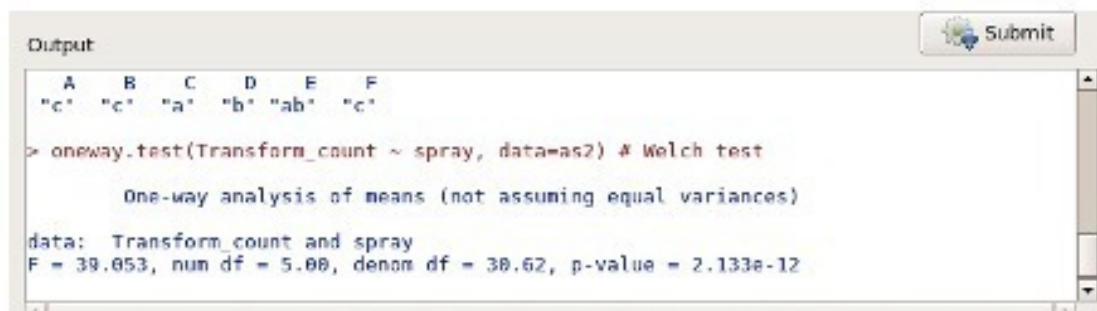 Output
Submit
A B C D E F
"c" "c" "a" "b" "ab" "c"
> oneway.test(Transform_count ~ spray, data=as2) # Welch test
One-way analysis of means (not assuming equal variances)
data: Transform_count and spray
F = 39.053, num df = 5.00, denom df = 30.62, p-value = 2.133e-12